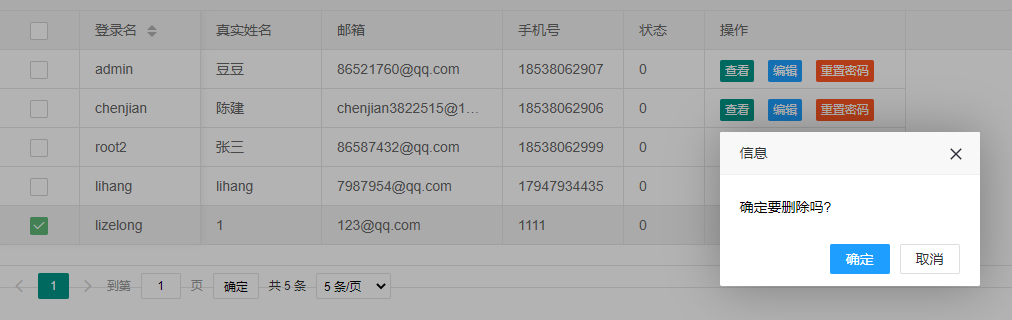 登录名 真实姓名 邮箱 手机号 状态 操作
admin 豆豆 86521760@qq.com 18538062907 0 查看 编辑 重置密码
chenjian 陈建 chenjian3822515@1... 18538062906 0 查看 编辑 重置密码
root2 张三 86587432@qq.com 18538062999 0
lihang lihang 7987954@qq.com 17947934435 0
lizelong 1 123@qq.com 1111 0
信息
确定要删除吗?
确定 取消
1 到第 1 页 确定 共 5 条 5 条/页